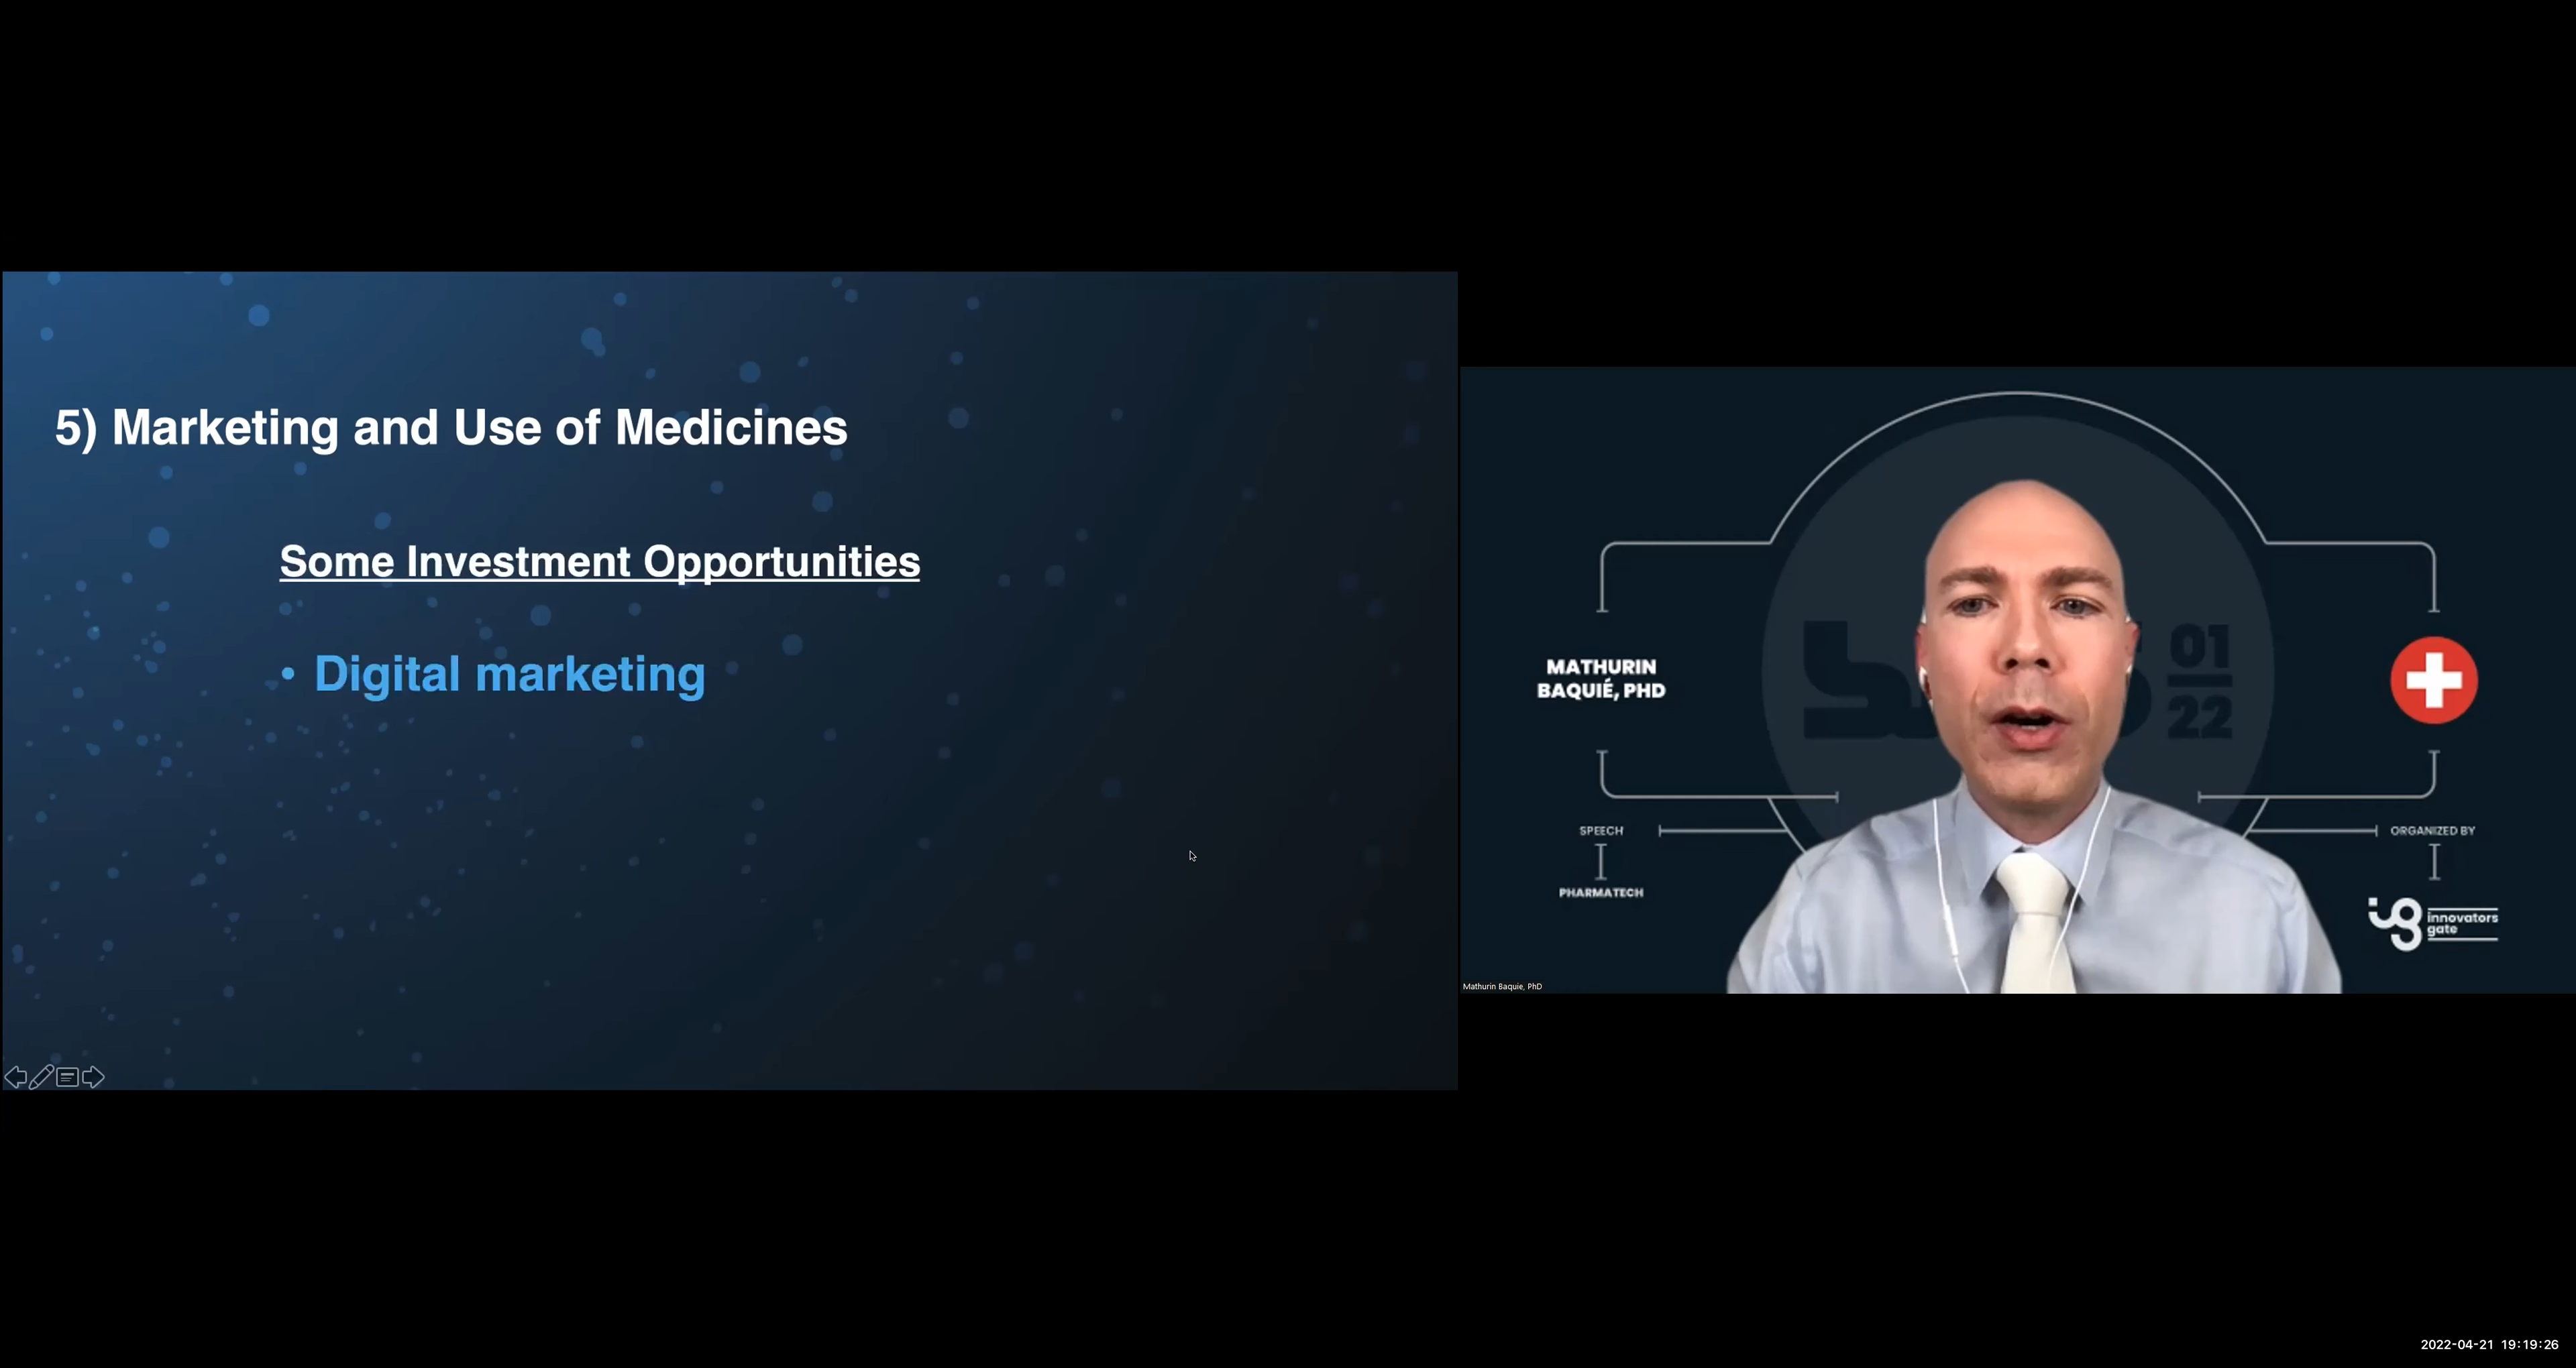 5) Marketing and Use of Medicines
Some Investment Opportunities
• Digital marketing
MATHURIN
BAQUIÉ, PHD
01
22
SPEECH
PHARMATECH
ORGANIZED BY
ig innovators
gate
Mathurin Baquie, PhD
2022-04-21 19:19:26